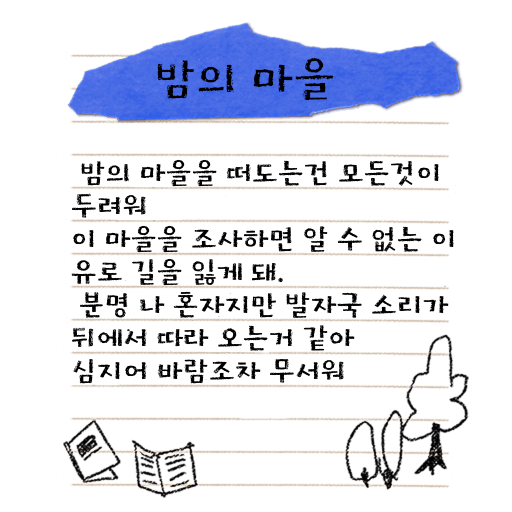 밤의 마을
밤의 마을을 떠도는건 모든것이
두려워
이 마을을 조사하면 알 수 없는 이
유로 길을 잃게 돼.
분명 나 혼자지만 발자국 소리가
뒤에서 따라 오는거 같아
심지어 바람조차 무서워